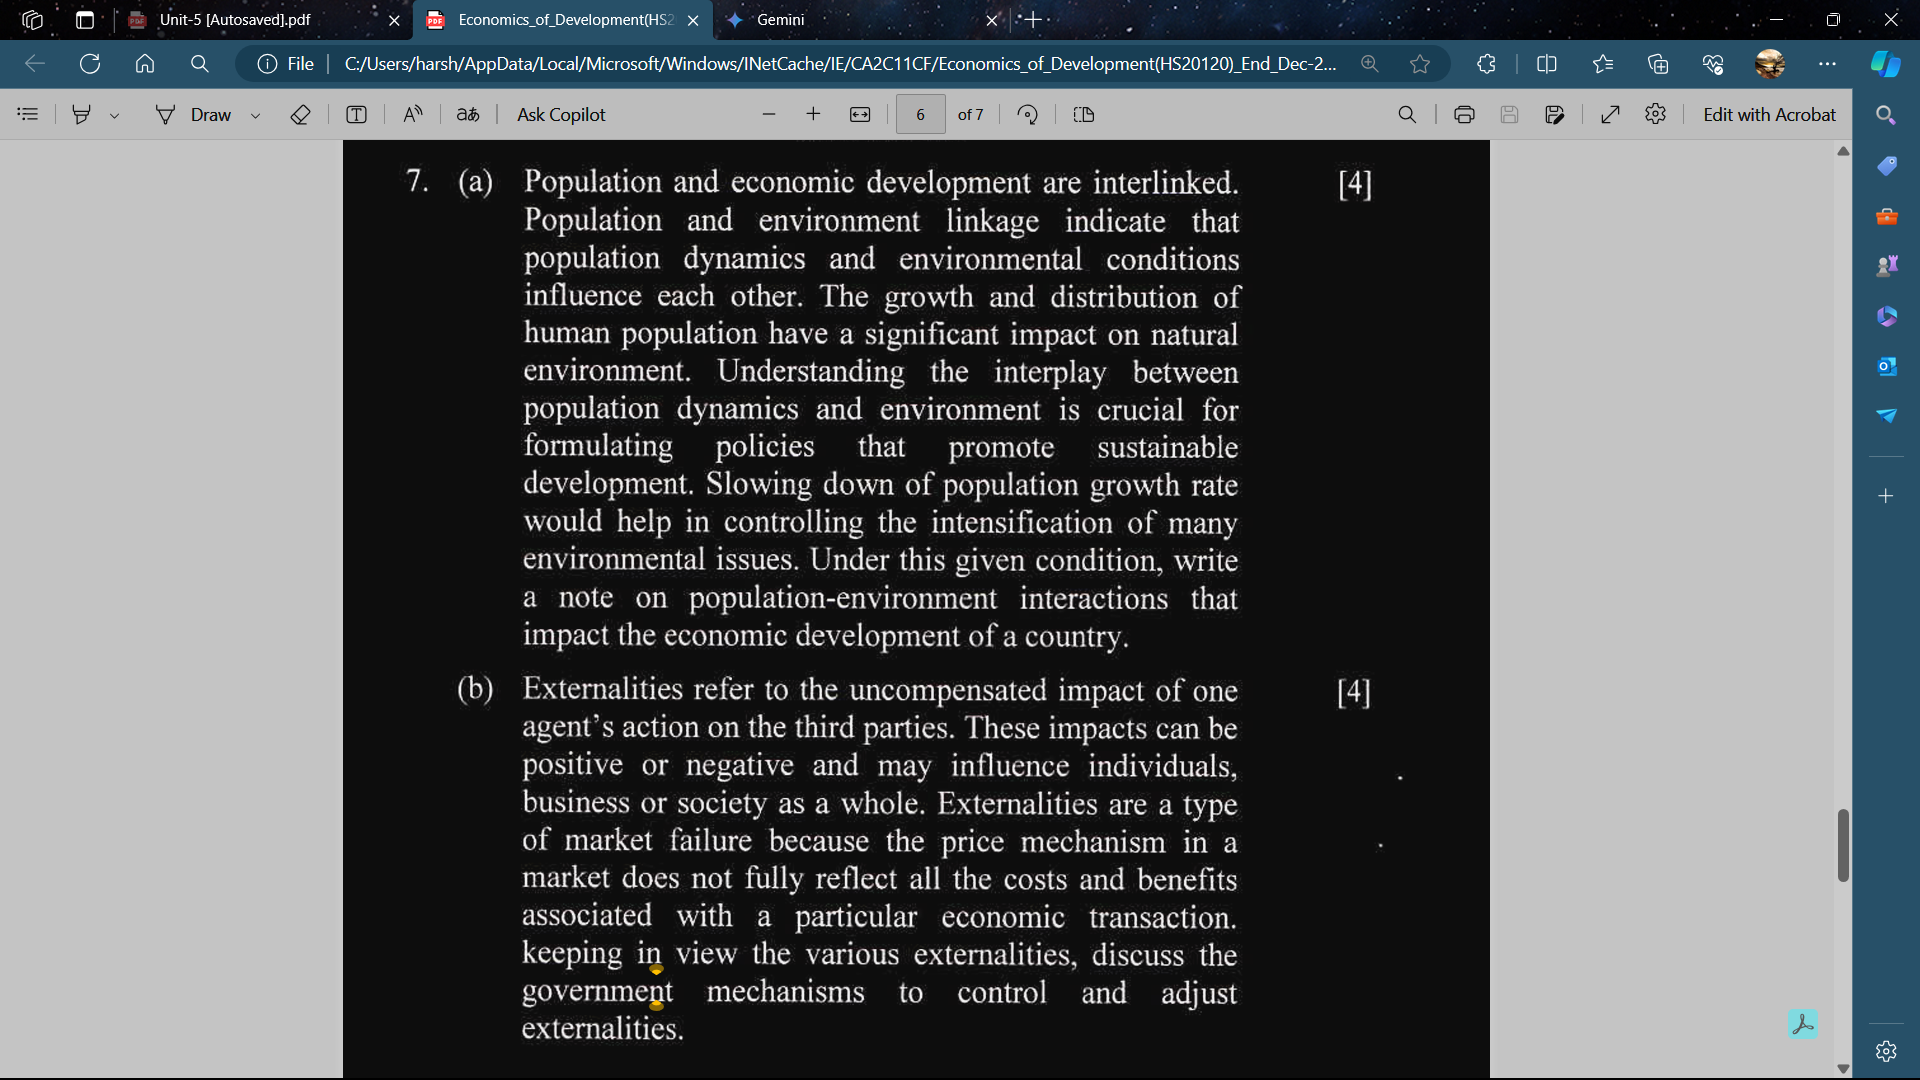 Unit-5 [Autosaved].pdf
Economics_of_Development(HS2
Gemini
File
C:/Users/harsh/AppData/Local/Microsoft/Windows/INetCache/IE/CA2C11CF/Economics_of_Development(HS20120)_End_Dec-2...
Draw
aあ
Ask Copilot
6
of 7
Edit with Acrobat
7. (a) Population and economic development are interlinked. [4]
Population and environment linkage indicate that
population dynamics and environmental conditions
influence each other. The growth and distribution of
human population have a significant impact on natural
environment. Understanding the interplay between
population dynamics and environment is crucial for
formulating policies that promote sustainable
development. Slowing down of population growth rate
would help in controlling the intensification of many
environmental issues. Under this given condition, write
a note on population-environment interactions that
impact the economic development of a country.
(b) Externalities refer to the uncompensated impact of one [4]
agent's action on the third parties. These impacts can be
positive or negative and may influence individuals,
business or society as a whole. Externalities are a type
of market failure because the price mechanism in a
market does not fully reflect all the costs and benefits
associated with a particular economic transaction.
keeping in view the various externalities, discuss the
government mechanisms to control and adjust
externalities.